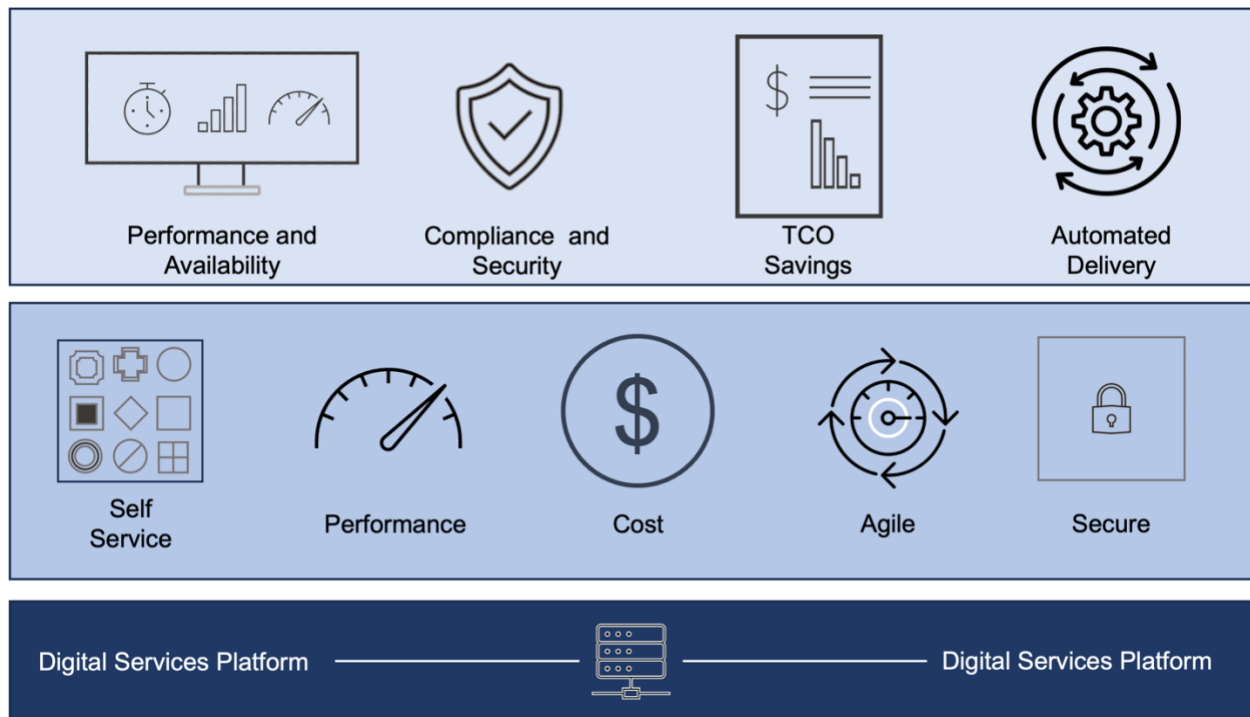 Performance and
Availability
Compliance and
Security
TCO
Savings
Automated
Delivery
Self
Service
Performance
Cost
Agile
Secure
Digital Services Platform
Digital Services Platform